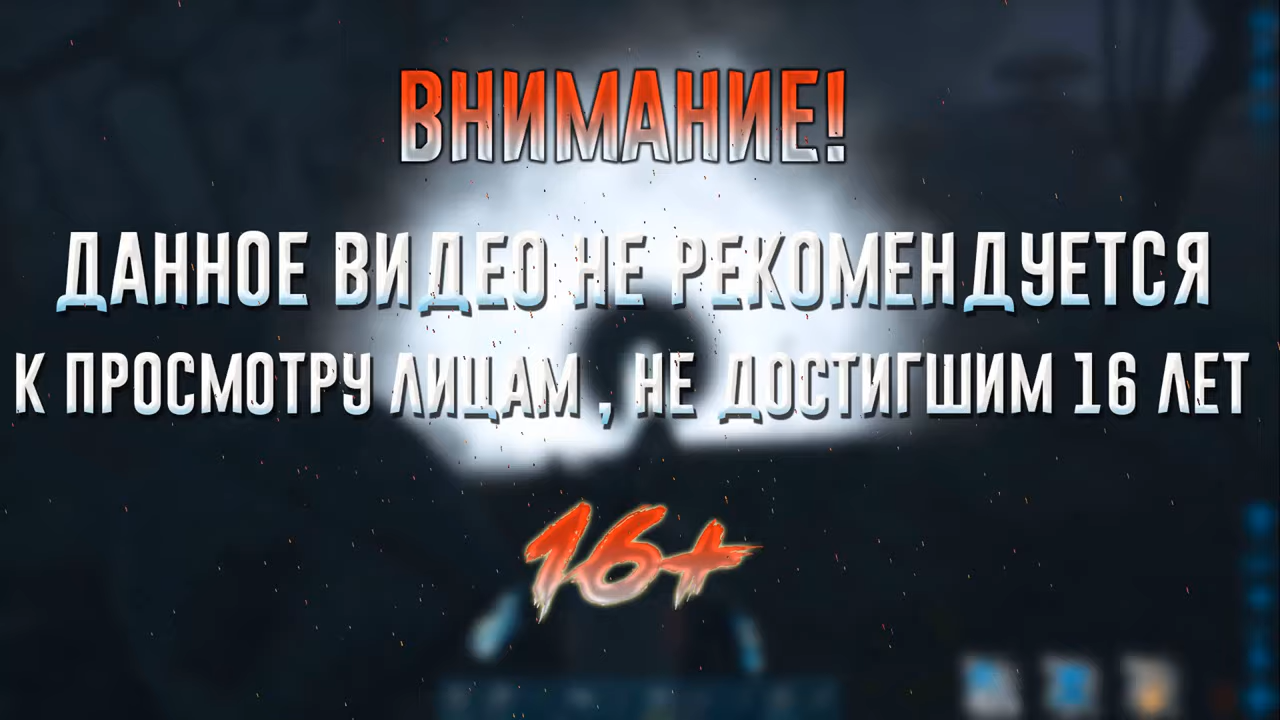 ВНИМАНИЕ!
ДАННОЕ ВИДЕО НЕ РЕКОМЕНДУЕТСЯ
К ПРОСМОТРУ ЛИЦАМ , НЕ ДОСТИГШИМ 16 ЛЕТ
16+